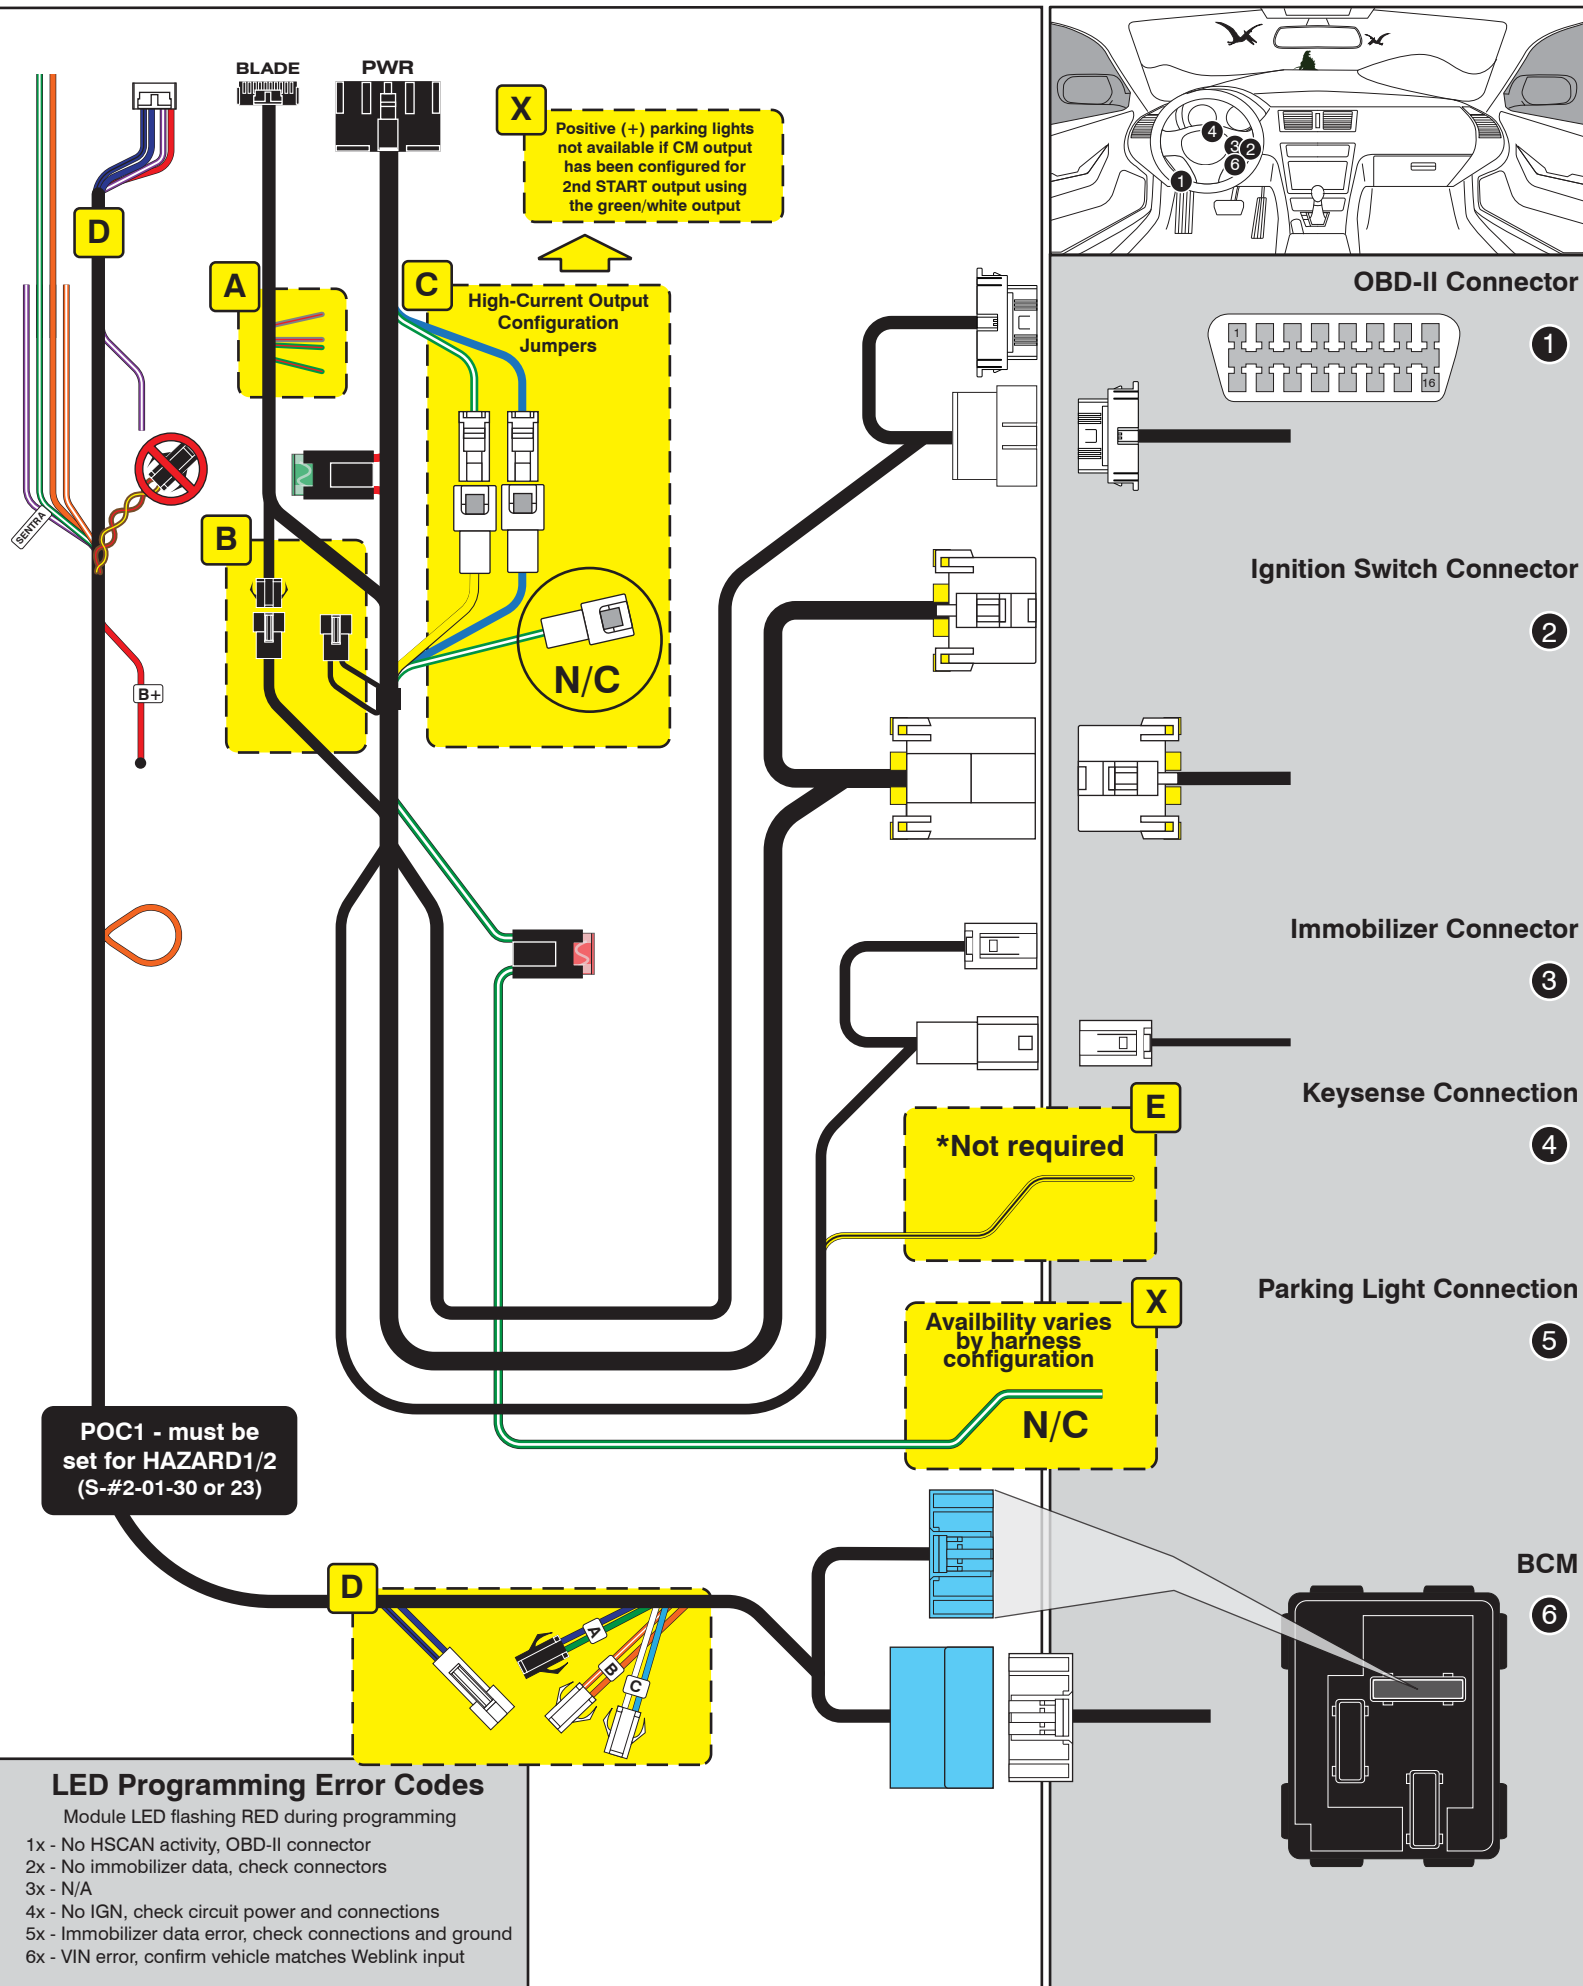 BLADE
PWR
X
Positive (+) parking lights
not available if CM output
has been configured for
2nd START output using
the green/white output
4
3
2
6
1
D
A
C
High-Current Output
Configuration
Jumpers
OBD-II Connector
1
1
16
SENTRA
B
Ignition Switch Connector
2
N/C
B+
Immobilizer Connector
3
Keysense Connection
4
E
*Not required
Parking Light Connection
5
X
Availbility varies
by harness
configuration
N/C
POC1 - must be
set for HAZARD1/2
(S-#2-01-30 or 23)
BCM
6
D
A
B
C
LED Programming Error Codes
Module LED flashing RED during programming
1x - No HSCAN activity, OBD-II connector
2x - No immobilizer data, check connectors
3x - N/A
4x - No IGN, check circuit power and connections
5x - Immobilizer data error, check connections and ground
6x - VIN error, confirm vehicle matches Weblink input